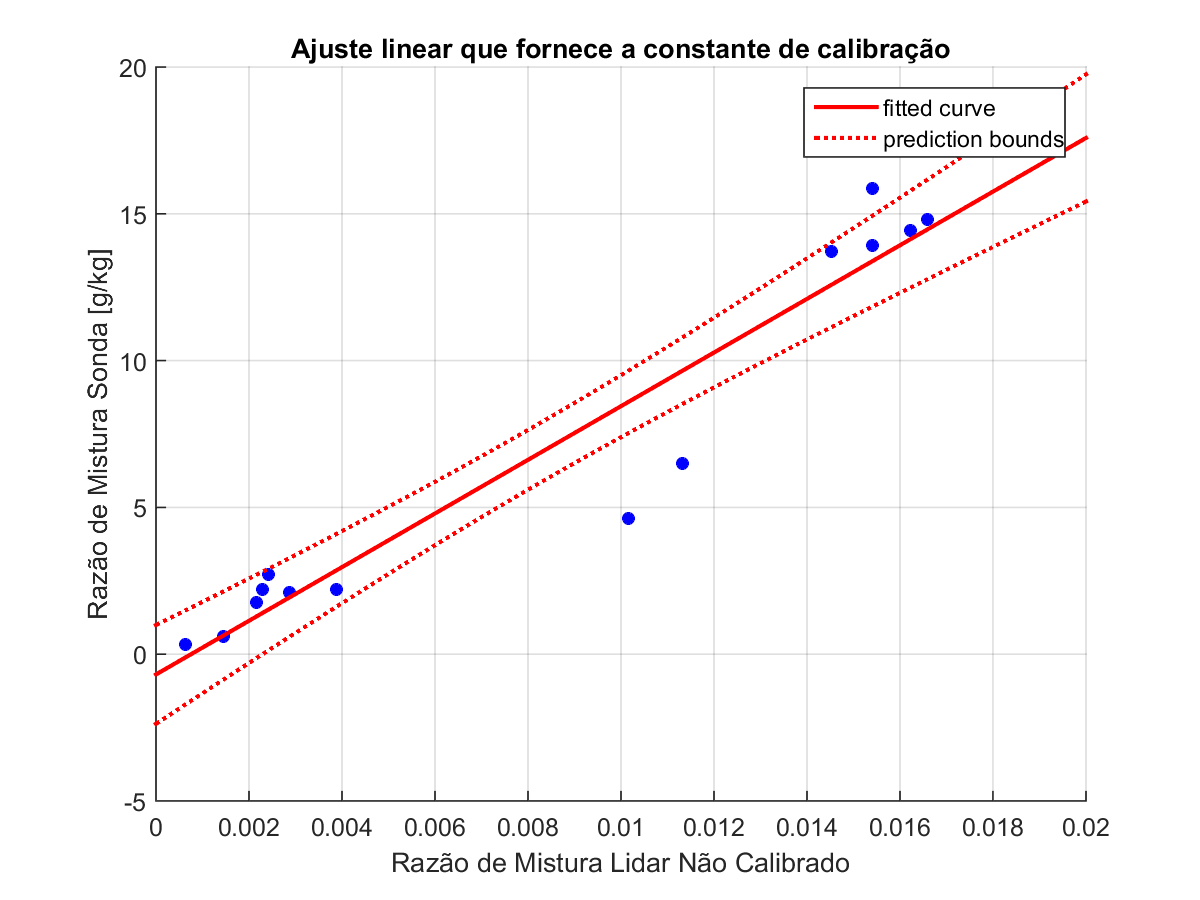 Ajuste linear que fornece a constante de calibração
fitted curve
prediction bounds
20
15
10
5
0
-5
Razão de Mistura Sonda [g/kg]
0 0.002 0.004 0.006 0.008 0.01 0.012 0.014 0.016 0.018 0.02
Razão de Mistura Lidar Não Calibrado